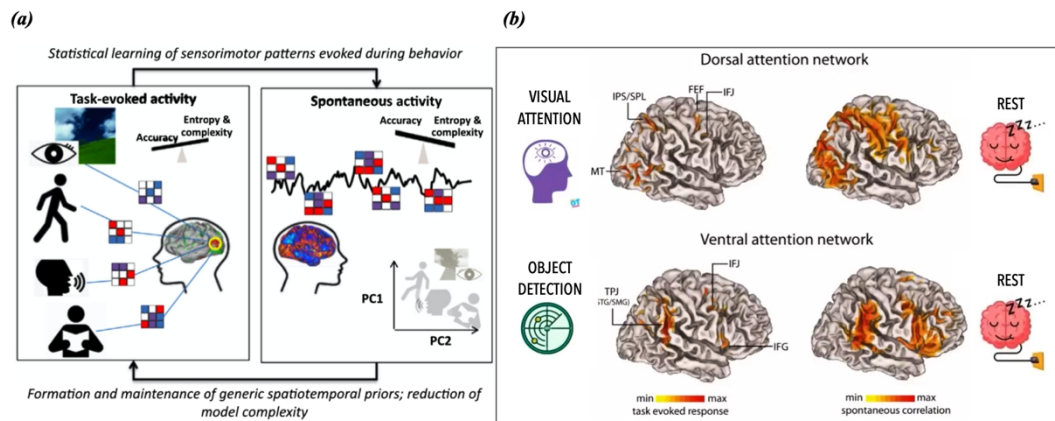 (a)
Statistical learning of sensorimotor patterns evoked during behavior
Task-evoked activity
Accuracy
Entropy &
complexity
Spontaneous activity
Accuracy
Entropy &
complexity
PC1
PC2
Formation and maintenance of generic spatiotemporal priors; reduction of
model complexity
(b)
Dorsal attention network
VISUAL
ATTENTION
IPS/SPL
FEF
IFJ
MT
REST
ZZZ...
Ventral attention network
OBJECT
DETECTION
TPJ
STG/SMG)
IFJ
IFG
REST
ZZZ...
min max
task evoked response
min max
spontaneous correlation